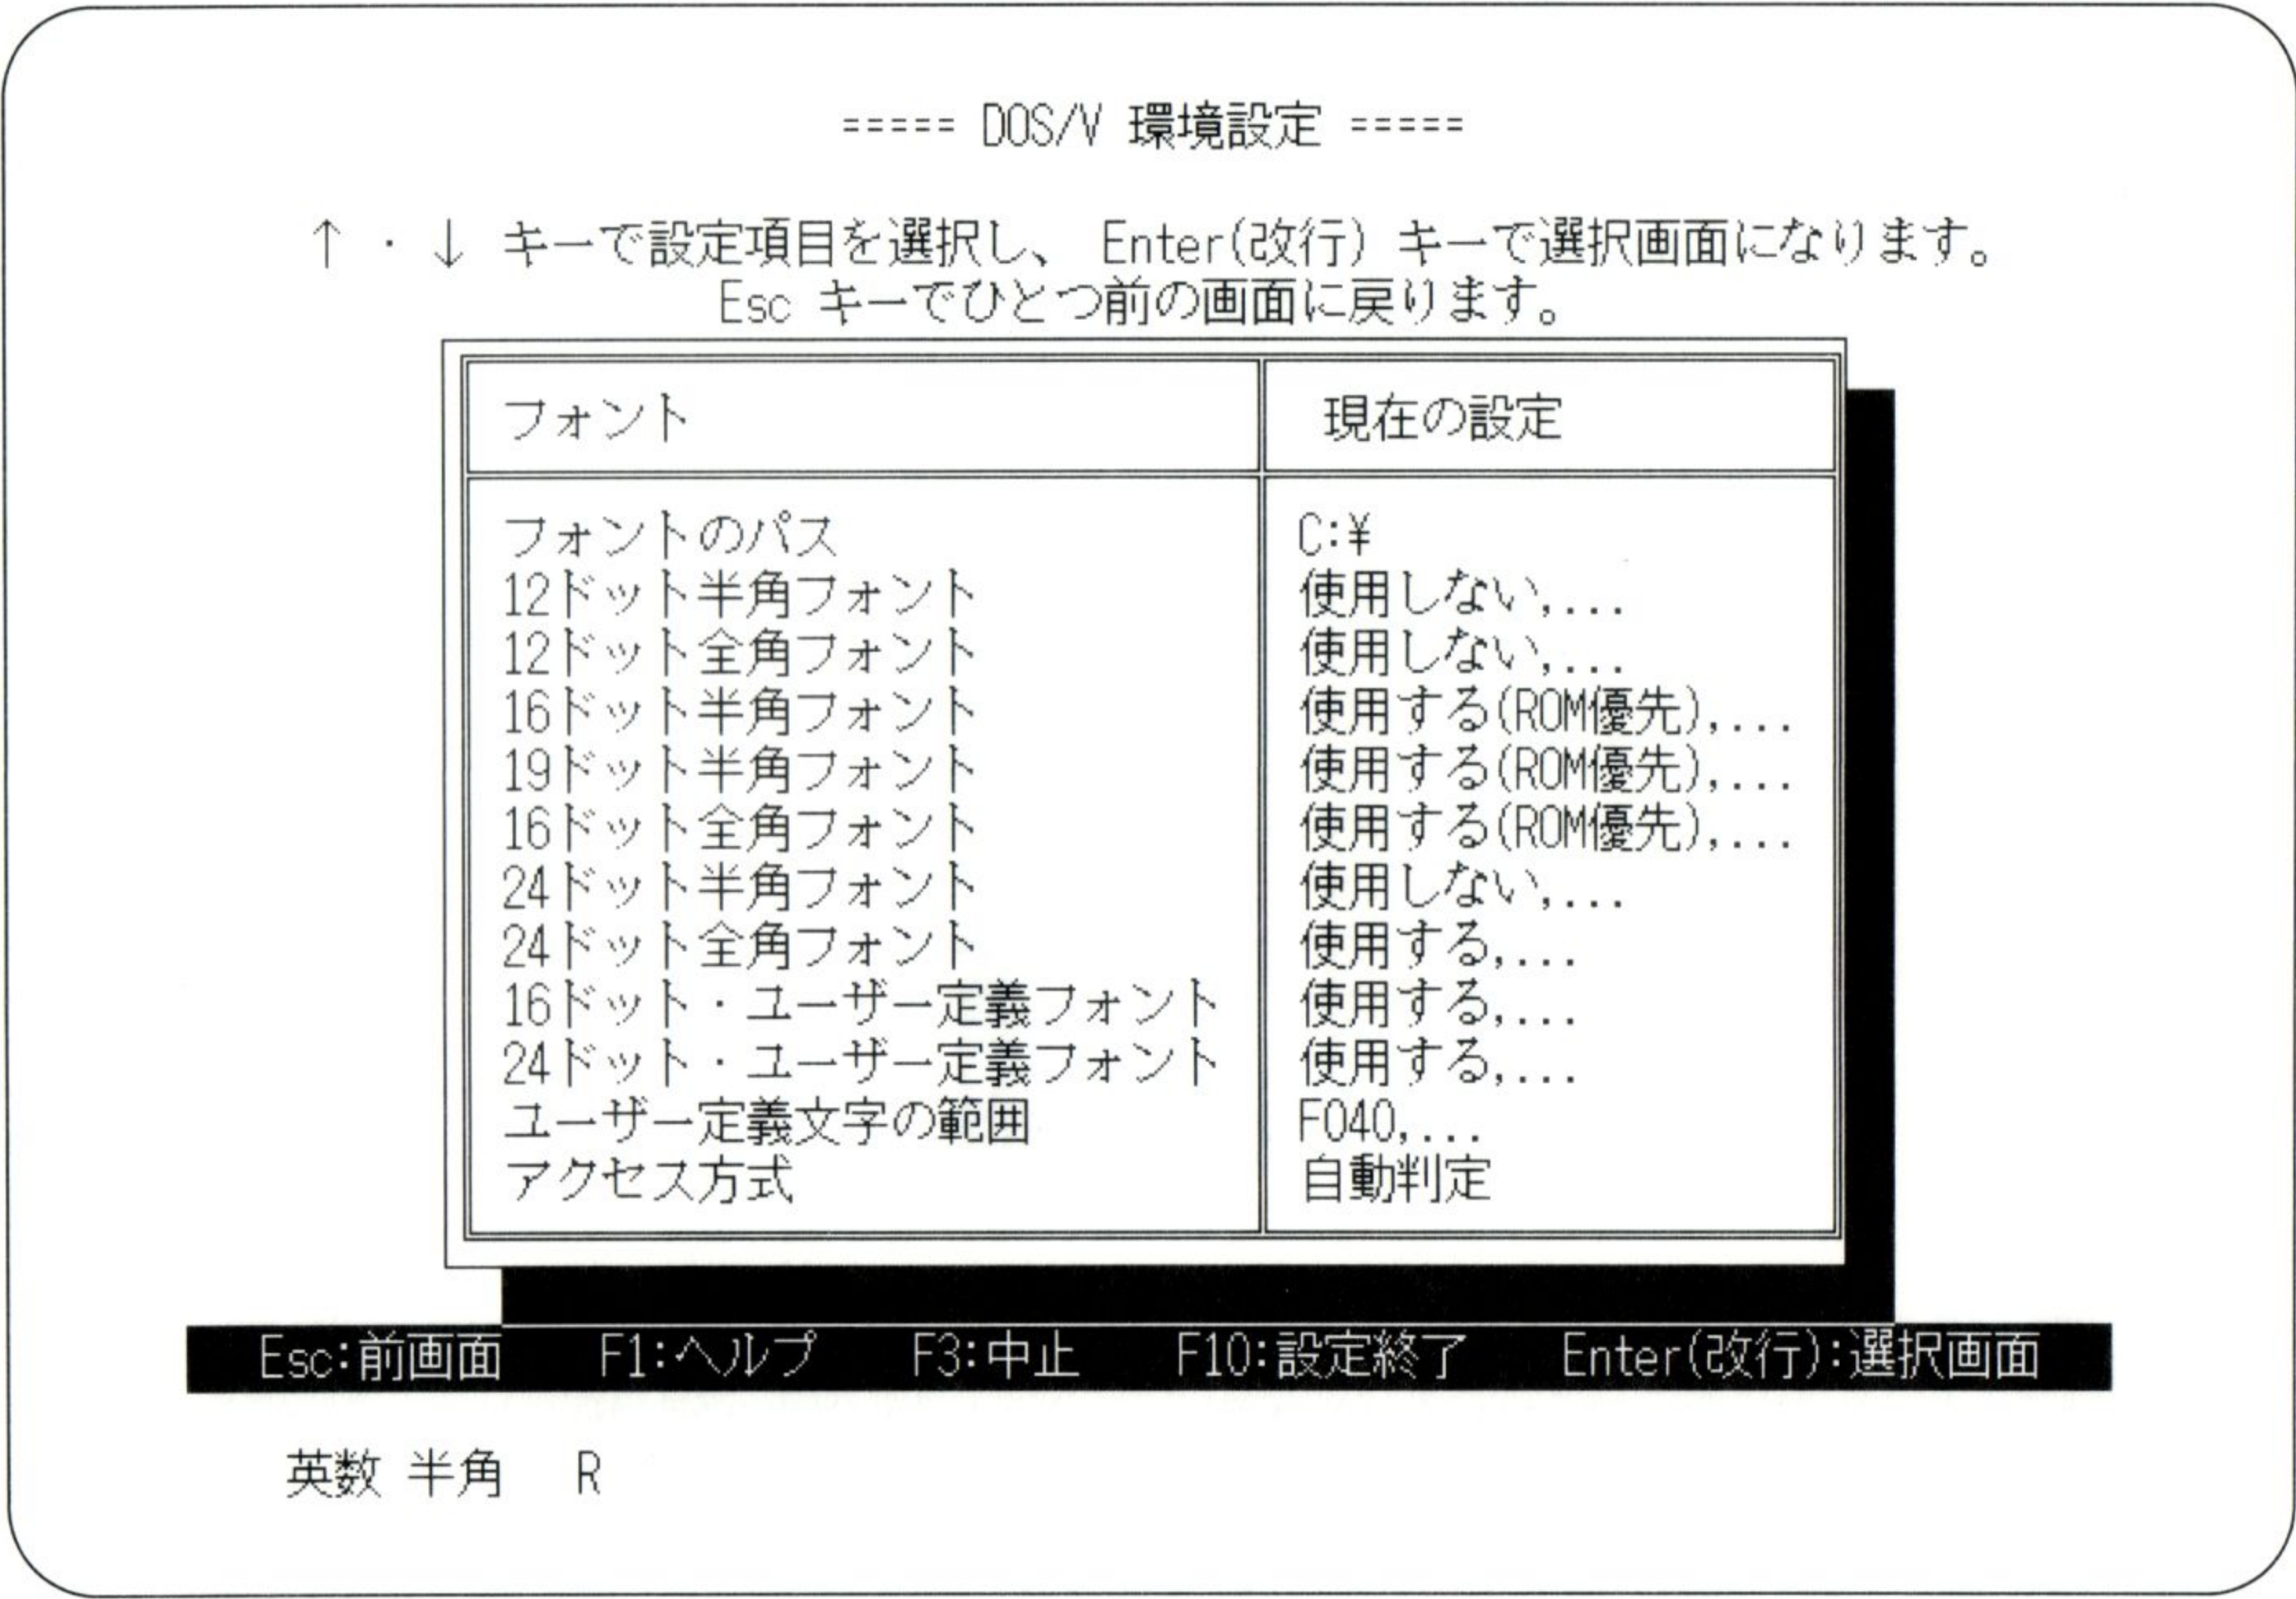 ===== DOS/V 環境設定 =====
↑ ・ ↓ キーで設定項目を選択し、 Enter(改行) キーで選択画面になります。
Esc キーでひとつ前の画面に戻ります。
フォント 現在の設定
フォントのパス C:¥
12ドット半角フォント 使用しない,...
12ドット全角フォント 使用しない,...
16ドット半角フォント 使用する(ROM優先),...
19ドット半角フォント 使用する(ROM優先),...
16ドット全角フォント 使用する(ROM優先),...
24ドット半角フォント 使用しない,...
24ドット全角フォント 使用する,...
16ドット・ユーザー定義フォント 使用する,...
24ドット・ユーザー定義フォント 使用する,...
ユーザー定義文字の範囲 F040,...
アクセス方式 自動判定
Esc:前画面 F1:ヘルプ F3:中止 F10:設定終了 Enter(改行):選択画面
英数 半角 R